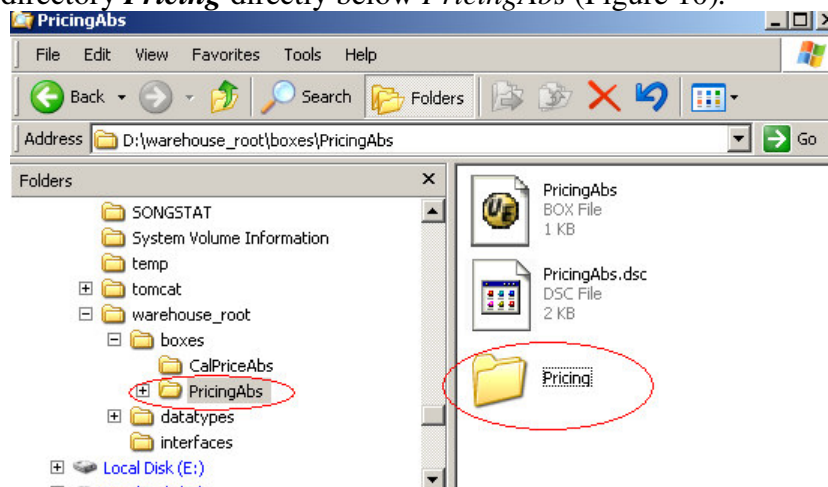 directory Pricing directly below PricingAbs (Figure 16).
PricingAbs
File Edit View Favorites Tools Help
Back Search Folders
Address D:\warehouse_root\boxes\PricingAbs Go
Folders
SONGSTAT
System Volume Information
temp
tomcat
warehouse_root
boxes
CalPriceAbs
PricingAbs
datatypes
interfaces
Local Disk (E:)
PricingAbs
BOX File
1 KB
PricingAbs.dsc
DSC File
2 KB
Pricing